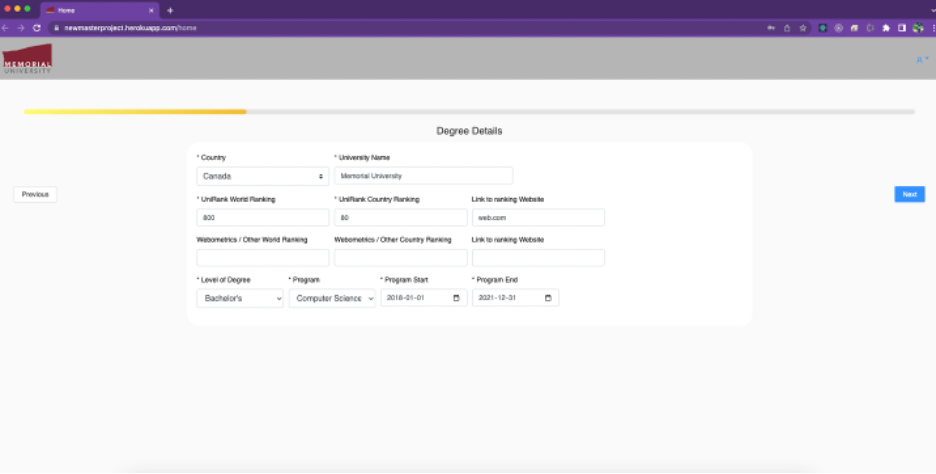 Home
newmasterproject.herokuapp.com/home
MEMORIAL
UNIVERSITY
Degree Details
* Country * University Name
Canada Memorial University
Previous
Next
* UniRank World Ranking * UniRank Country Ranking Link to ranking Website
800 80 web.com
Webometrics / Other World Ranking Webometrics / Other Country Ranking Link to ranking Website
* Level of Degree * Program * Program Start * Program End
Bachelor's Computer Science 2018-01-01 2021-12-31